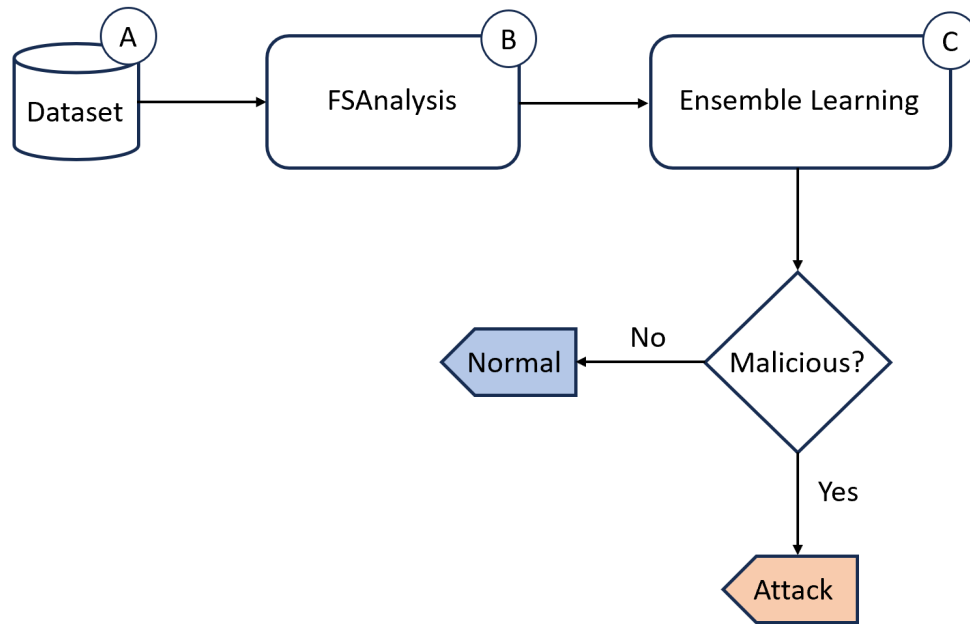 A
Dataset
B
FSAnalysis
C
Ensemble Learning
Malicious?
No
Normal
Yes
Attack